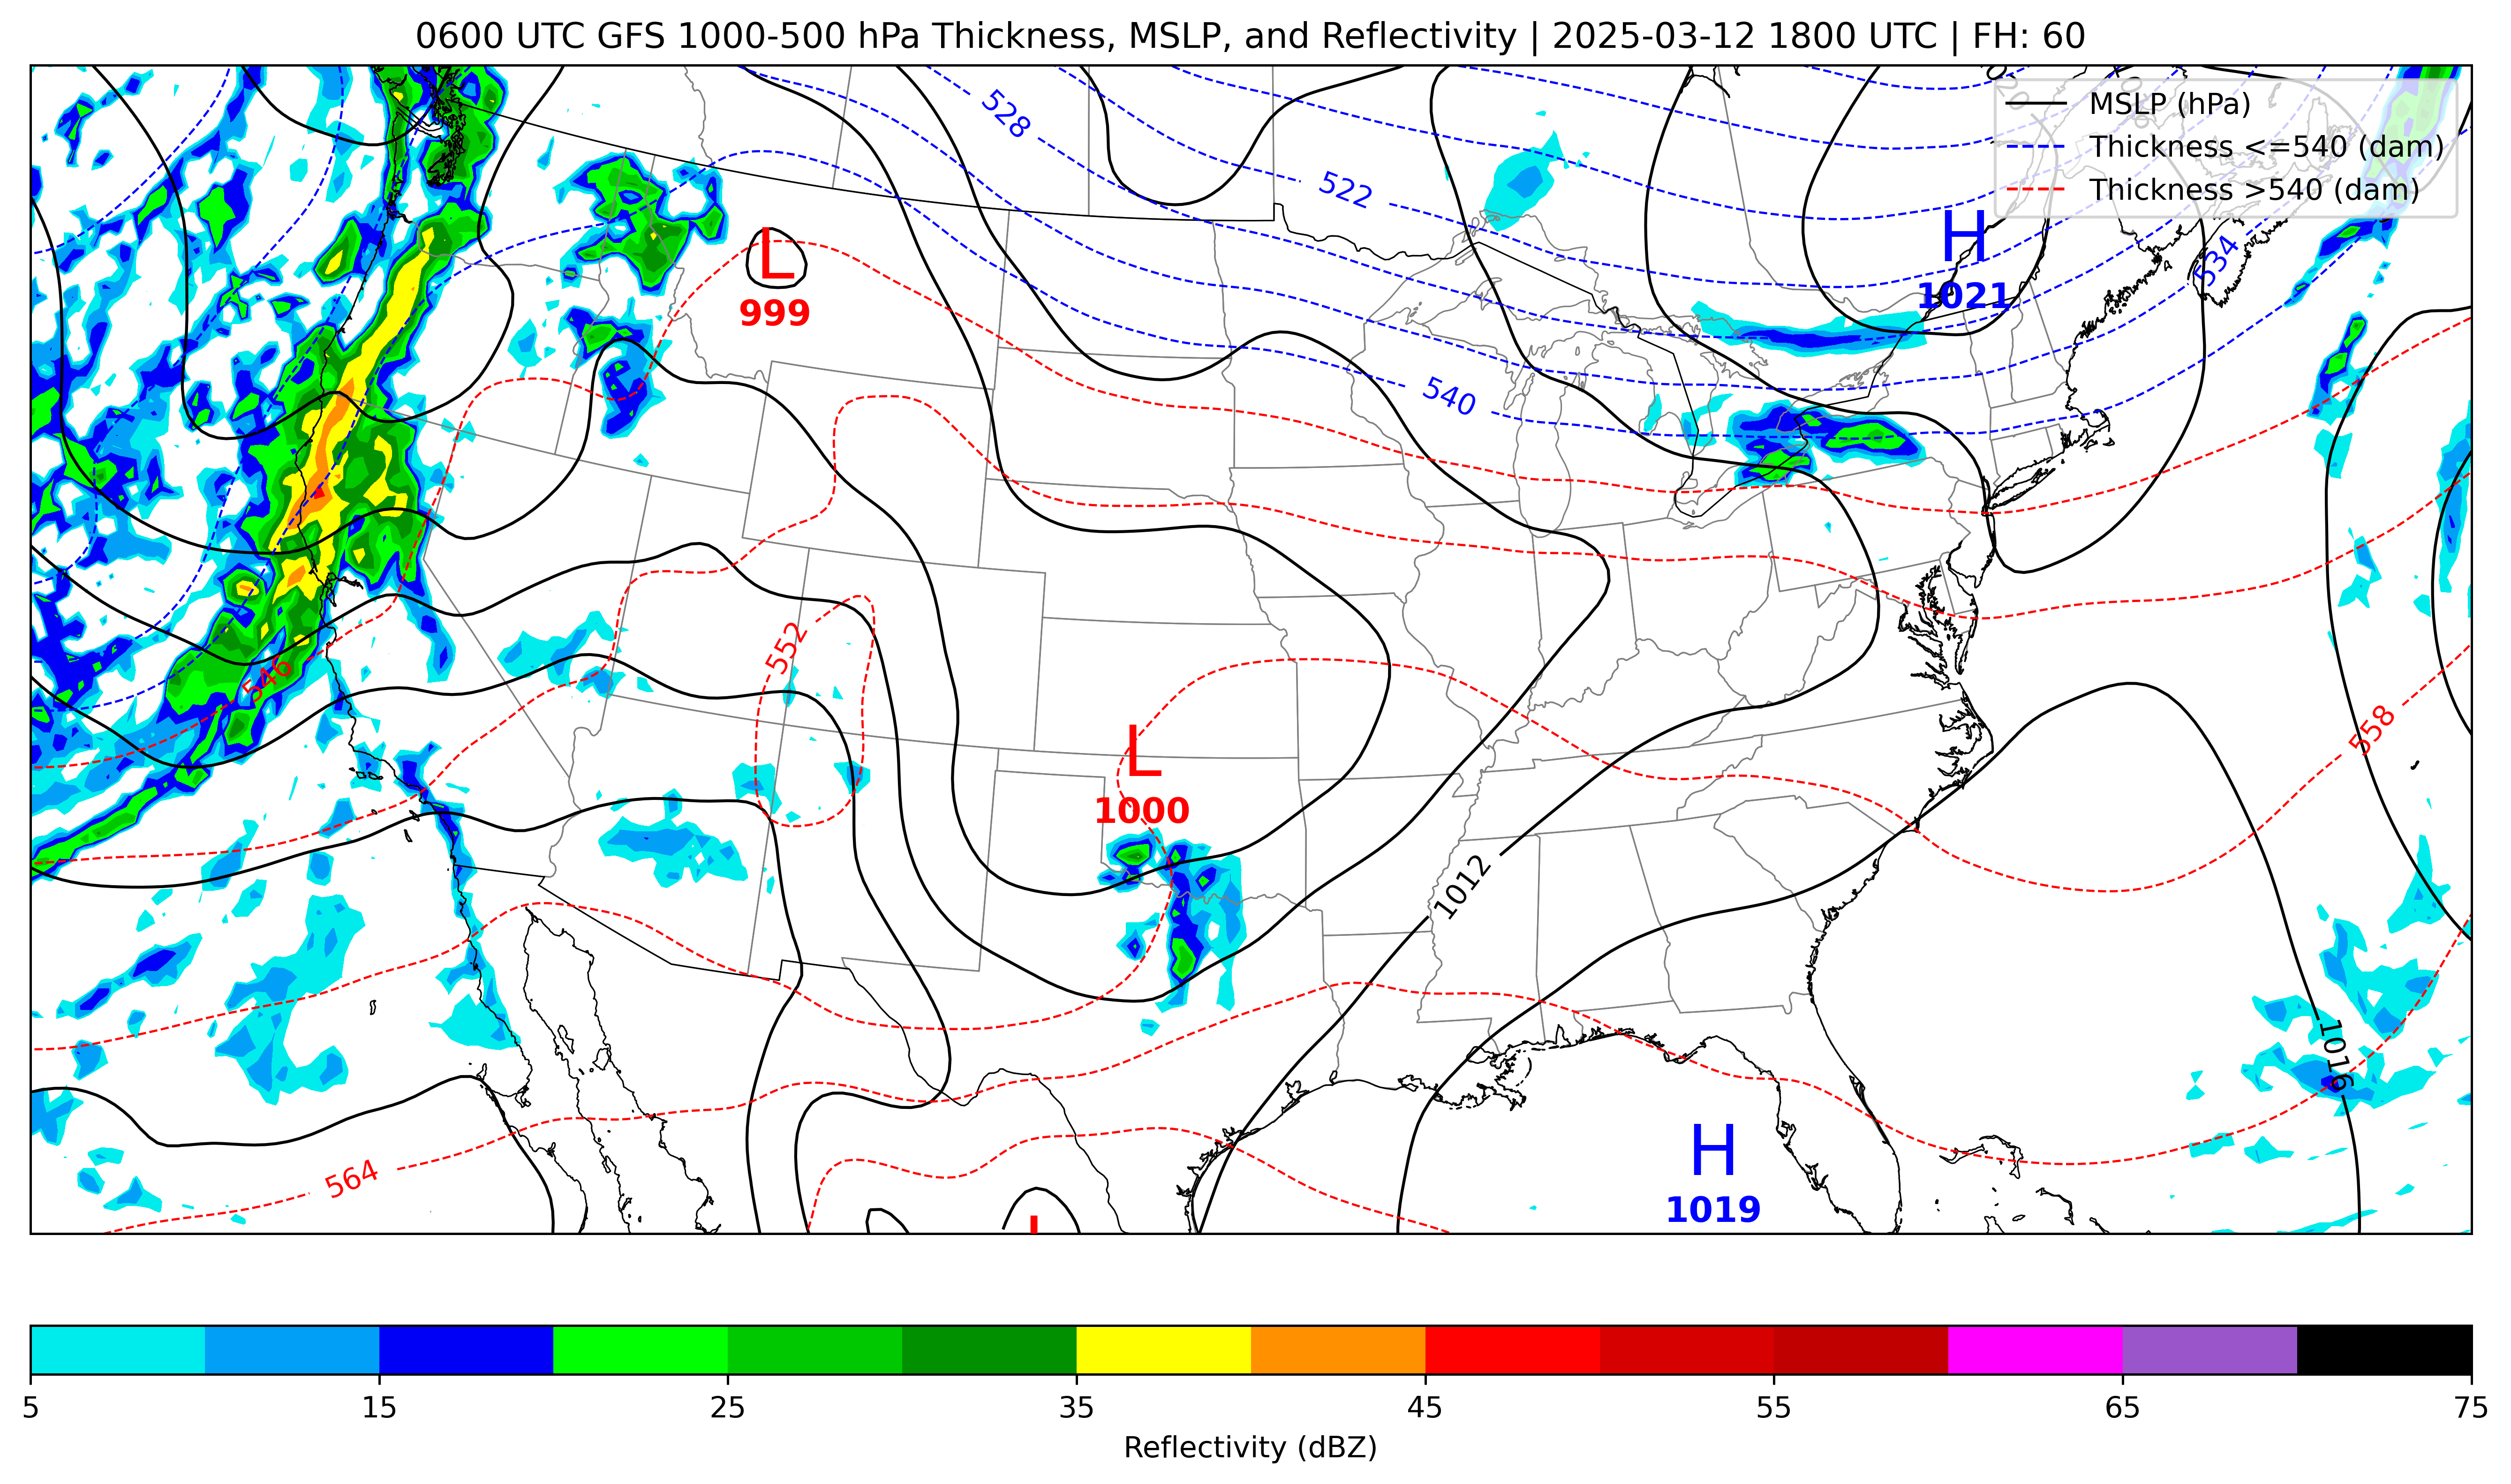 0600 UTC GFS 1000-500 hPa Thickness, MSLP, and Reflectivity | 2025-03-12 1800 UTC | FH: 60
MSLP (hPa)
Thickness <=540 (dam)
Thickness >540 (dam)
528
522
H
1021
534
L
999
540
552
546
558
L
1000
1012
1016
H
1019
564
L
5 15 25 35 45 55 65 75
Reflectivity (dBZ)